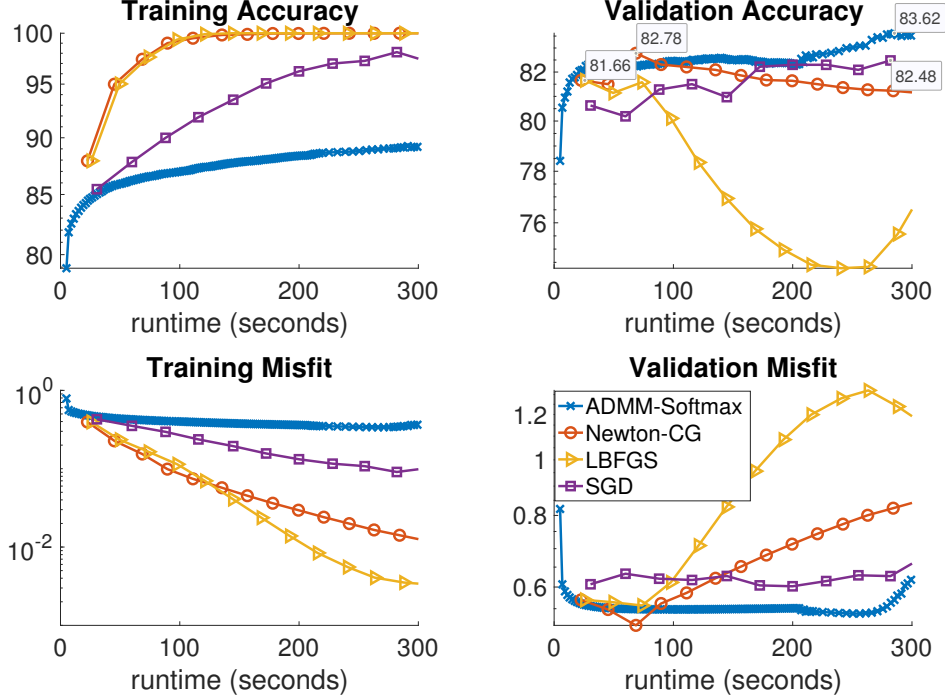 Training Accuracy
100
95
90
85
80
0
100
200
300
runtime (seconds)
Validation Accuracy
83.62
82.78
81.66
82.48
82
80
78
76
0
100
200
300
runtime (seconds)
Training Misfit
10^0
10^-2
0
100
200
300
runtime (seconds)
Validation Misfit
1.2
1
0.8
0.6
ADMM-Softmax
Newton-CG
LBFGS
SGD
0
100
200
300
runtime (seconds)